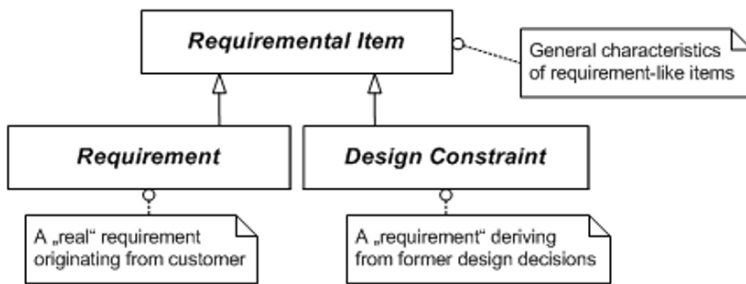 Requiremental Item
General characteristics
of requirement-like items
Requirement
Design Constraint
A „real“ requirement
originating from customer
A „requirement“ deriving
from former design decisions